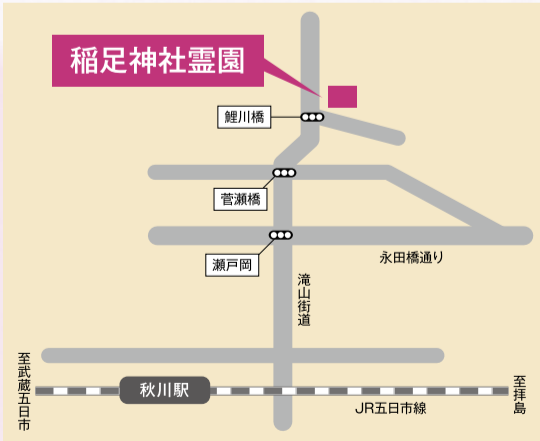 稲足神社霊園
鯉川橋
菅瀬橋
瀬戸岡
永田橋通り
滝山街道
至武蔵五日市
秋川駅
JR五日市線
至拝島